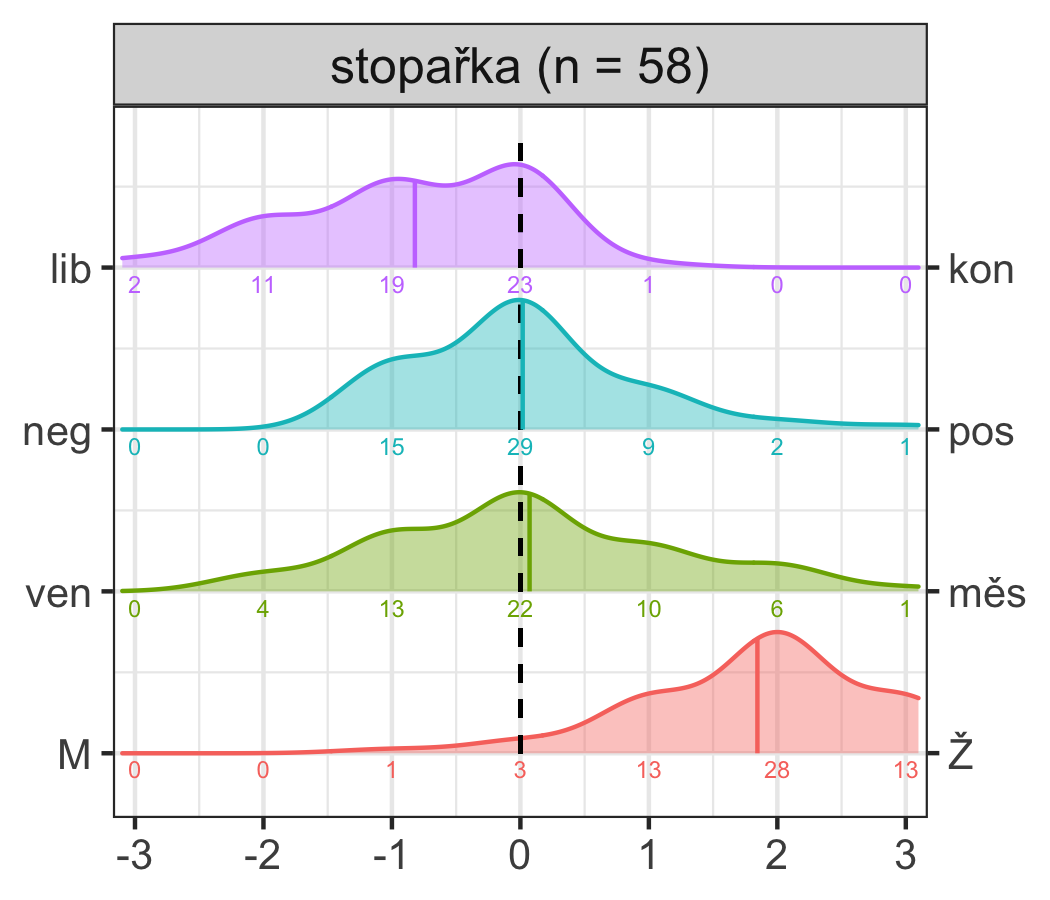 stopařka (n = 58)
lib kon
2 11 19 23 1 0 0
neg pos
0 0 15 29 9 2 1
ven měs
0 4 13 22 10 6 1
M Ž
0 0 1 3 13 28 13
-3 -2 -1 0 1 2 3